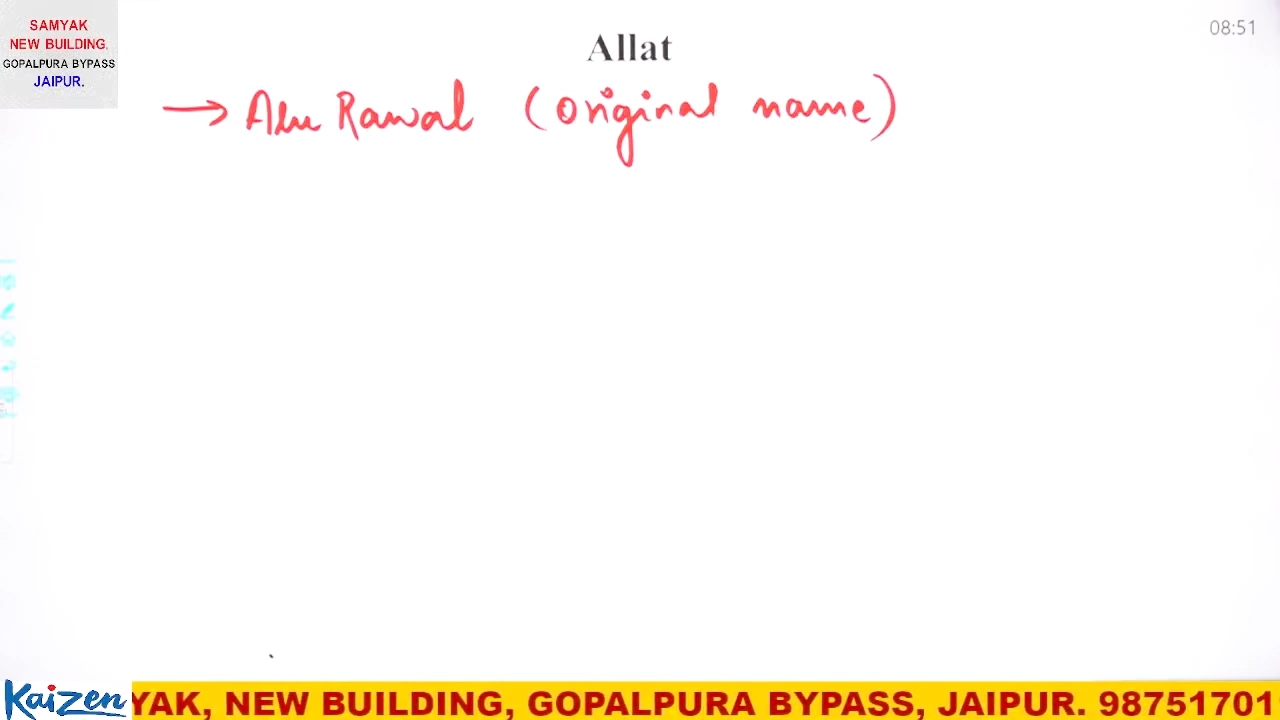 SAMYAK
NEW BUILDING,
GOPALPURA BYPASS
JAIPUR.
08:51
Allat
→ Alu Rawal (original name)
Kaizen
YAK, NEW BUILDING, GOPALPURA BYPASS, JAIPUR. 98751701